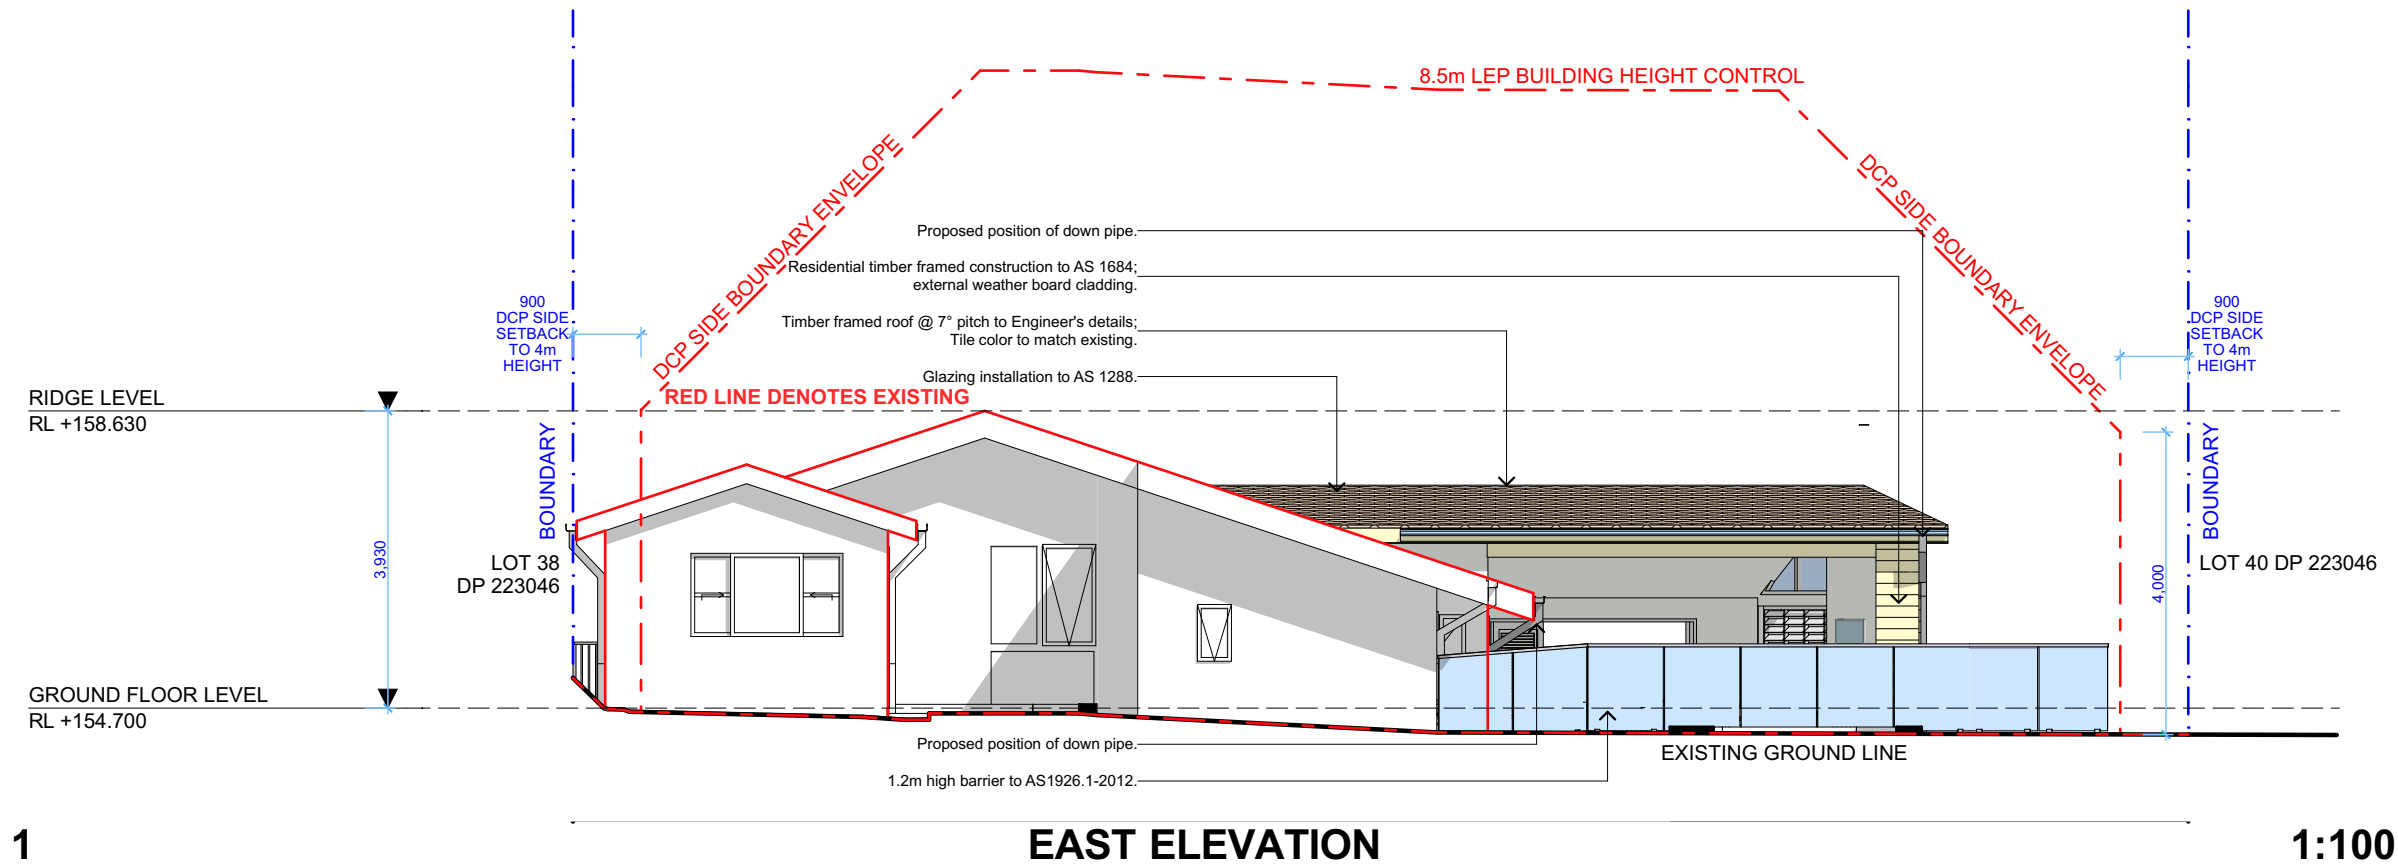 8.5m LEP BUILDING HEIGHT CONTROL
DCP SIDE BOUNDARY ENVELOPE
DCP SIDE BOUNDARY ENVELOPE
Proposed position of down pipe.
Residential timber framed construction to AS 1684;
external weather board cladding.
Timber framed roof @ 7° pitch to Engineer's details;
Tile color to match existing.
Glazing installation to AS 1288.
900
DCP SIDE
SETBACK
TO 4m
HEIGHT
900
DCP SIDE
SETBACK
TO 4m
HEIGHT
RED LINE DENOTES EXISTING
RIDGE LEVEL
RL +158.630
BOUNDARY
BOUNDARY
3,930
4,000
LOT 38
DP 223046
LOT 40 DP 223046
GROUND FLOOR LEVEL
RL +154.700
Proposed position of down pipe.
1.2m high barrier to AS1926.1-2012.
EXISTING GROUND LINE
1
EAST ELEVATION
1:100